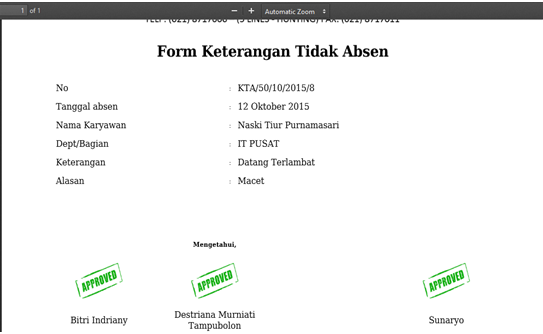 1 of 1 − + Automatic Zoom
TELP. (021) 6717666 - (5 LINES - HUNTING) FAX. (021) 6717611
Form Keterangan Tidak Absen
No : KTA/50/10/2015/8
Tanggal absen : 12 Oktober 2015
Nama Karyawan : Naski Tiur Purnamasari
Dept/Bagian : IT PUSAT
Keterangan : Datang Terlambat
Alasan : Macet
Mengetahui,
APPROVED APPROVED APPROVED
Bitri Indriany Destriana Murniati Sunaryo
Tampubolon